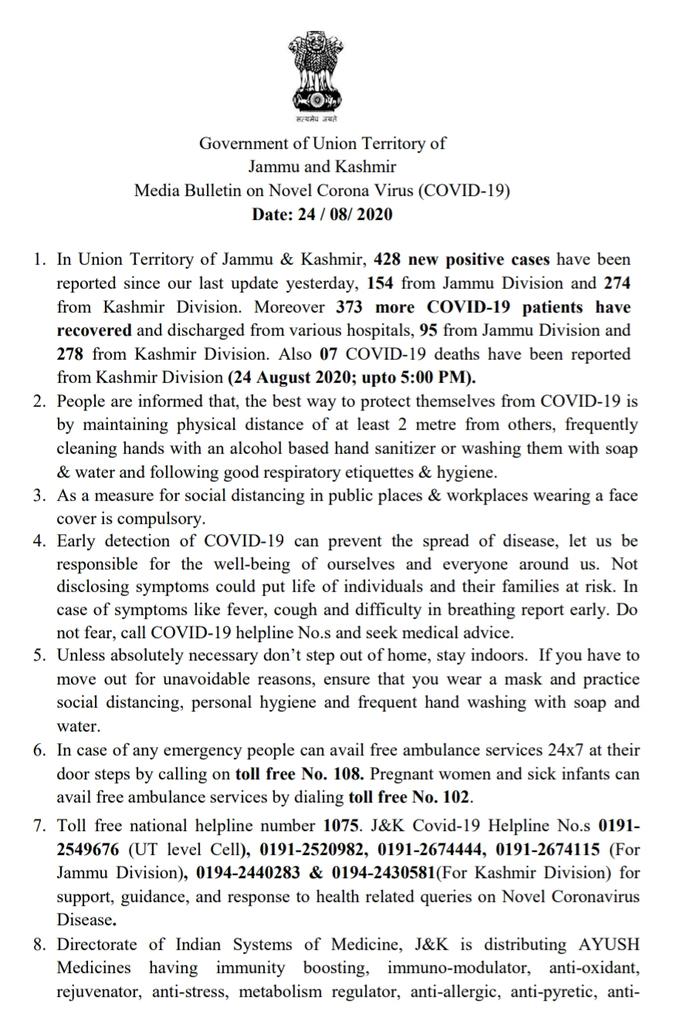 सत्यमेव जयते
Government of Union Territory of
Jammu and Kashmir
Media Bulletin on Novel Corona Virus (COVID-19)
Date: 24 / 08/ 2020
1. In Union Territory of Jammu & Kashmir, 428 new positive cases have been
reported since our last update yesterday, 154 from Jammu Division and 274
from Kashmir Division. Moreover 373 more COVID-19 patients have
recovered and discharged from various hospitals, 95 from Jammu Division and
278 from Kashmir Division. Also 07 COVID-19 deaths have been reported
from Kashmir Division (24 August 2020; upto 5:00 PM).
2. People are informed that, the best way to protect themselves from COVID-19 is
by maintaining physical distance of at least 2 metre from others, frequently
cleaning hands with an alcohol based hand sanitizer or washing them with soap
& water and following good respiratory etiquettes & hygiene.
3. As a measure for social distancing in public places & workplaces wearing a face
cover is compulsory.
4. Early detection of COVID-19 can prevent the spread of disease, let us be
responsible for the well-being of ourselves and everyone around us. Not
disclosing symptoms could put life of individuals and their families at risk. In
case of symptoms like fever, cough and difficulty in breathing report early. Do
not fear, call COVID-19 helpline No.s and seek medical advice.
5. Unless absolutely necessary don’t step out of home, stay indoors. If you have to
move out for unavoidable reasons, ensure that you wear a mask and practice
social distancing, personal hygiene and frequent hand washing with soap and
water.
6. In case of any emergency people can avail free ambulance services 24x7 at their
door steps by calling on toll free No. 108. Pregnant women and sick infants can
avail free ambulance services by dialing toll free No. 102.
7. Toll free national helpline number 1075. J&K Covid-19 Helpline No.s 0191-
2549676 (UT level Cell), 0191-2520982, 0191-2674444, 0191-2674115 (For
Jammu Division), 0194-2440283 & 0194-2430581(For Kashmir Division) for
support, guidance, and response to health related queries on Novel Coronavirus
Disease.
8. Directorate of Indian Systems of Medicine, J&K is distributing AYUSH
Medicines having immunity boosting, immuno-modulator, anti-oxidant,
rejuvenator, anti-stress, metabolism regulator, anti-allergic, anti-pyretic, anti-